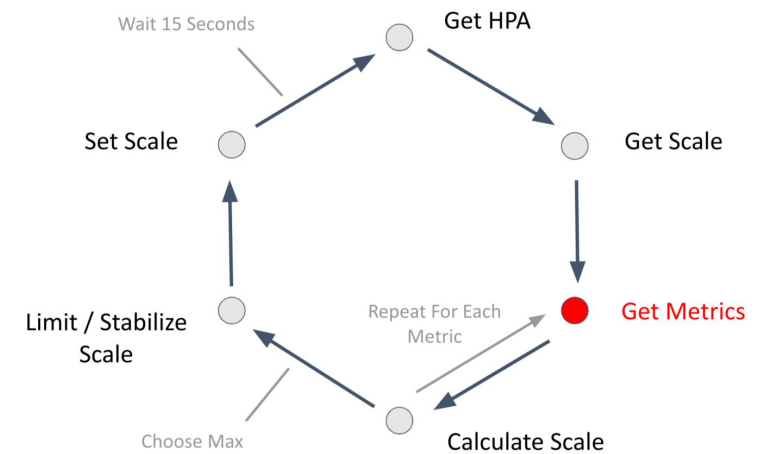 Wait 15 Seconds
Get HPA
Set Scale
Get Scale
Repeat For Each
Metric
Get Metrics
Limit / Stabilize
Scale
Choose Max
Calculate Scale